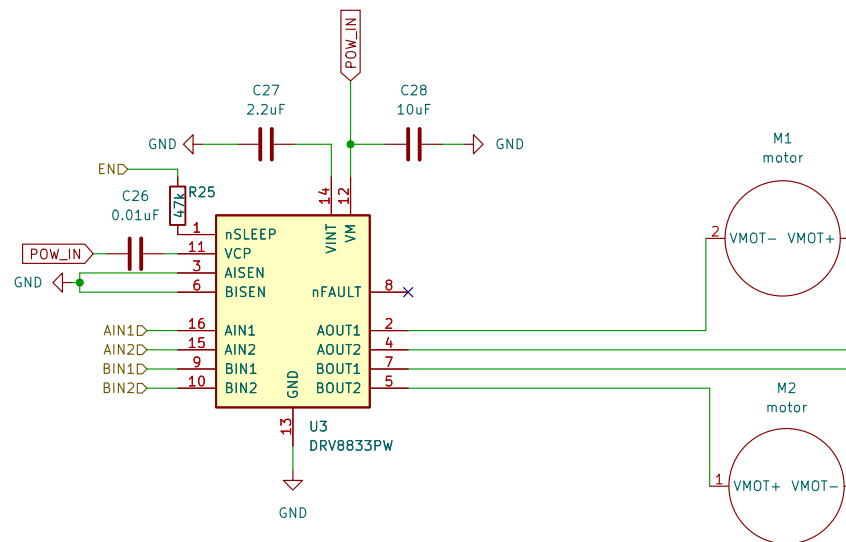 POW_IN
C27
2.2uF
C28
10uF
GND
GND
M1
motor
EN
R25
47k
C26
0.01uF
14
12
1
nSLEEP
VINT
VM
2
VMOT-
VMOT+
POW_IN
11
VCP
GND
3
AISEN
6
BISEN
nFAULT
8
AIN1
16
AIN1
AOUT1
2
AIN2
15
AIN2
AOUT2
4
BIN1
9
BIN1
BOUT1
7
BIN2
10
BIN2
GND
BOUT2
5
M2
motor
13
U3
DRV8833PW
1
VMOT+
VMOT-
GND